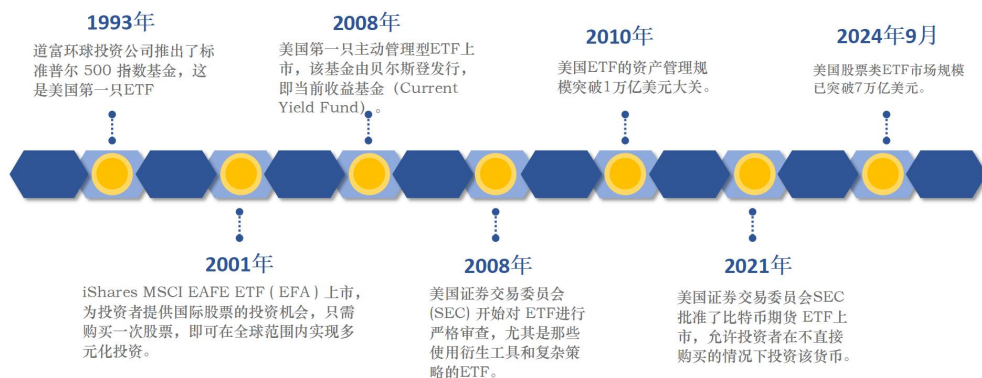 1993年
道富环球投资公司推出了标
准普尔 500 指数基金，这
是美国第一只ETF
2001年
iShares MSCI EAFE ETF ( EFA ) 上市，
为投资者提供国际股票的投资机会，只需
购买一次股票，即可在全球范围内实现多
元化投资。
2008年
美国第一只主动管理型ETF上
市，该基金由贝尔斯登发行，
即当前收益基金（Current
Yield Fund）。
2008年
美国证券交易委员会
(SEC) 开始对 ETF进行
严格审查，尤其是那些
使用衍生工具和复杂策
略的ETF。
2010年
美国ETF的资产管理规
模突破1万亿美元大关。
2021年
美国证券交易委员会SEC
批准了比特币期货 ETF上
市，允许投资者在不直接
购买的情况下投资该货币。
2024年9月
美国股票类ETF市场规模
已突破7万亿美元。